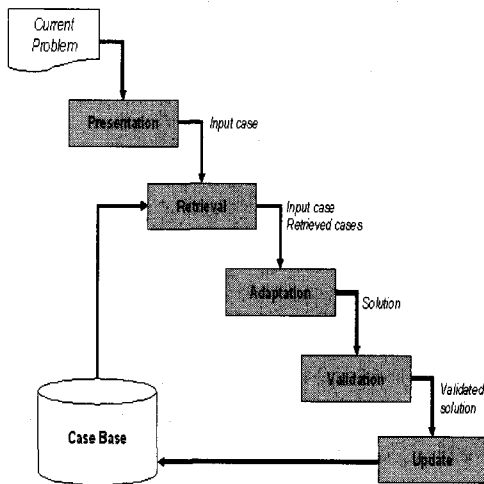 Current
Problem
Presentation
Input case
Retrieval
Input case
Retrieved cases
Adaptation
Solution
Validation
Validated
solution
Case Base
Update